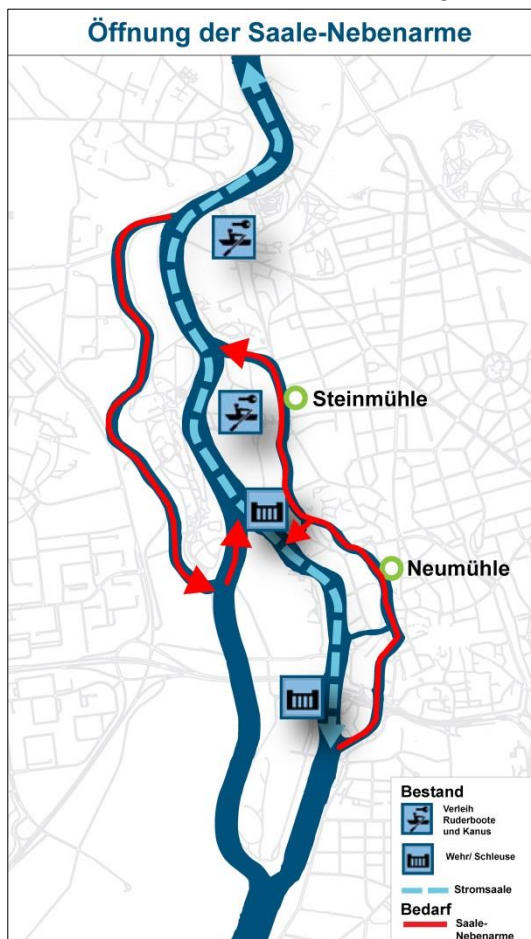 Öffnung der Saale-Nebenarme
Steinmühle
Neumühle
Bestand
Verleih
Ruderboote
und Kanus
Wehr/ Schleuse
Stromsaale
Bedarf
Saale-
Nebenarme